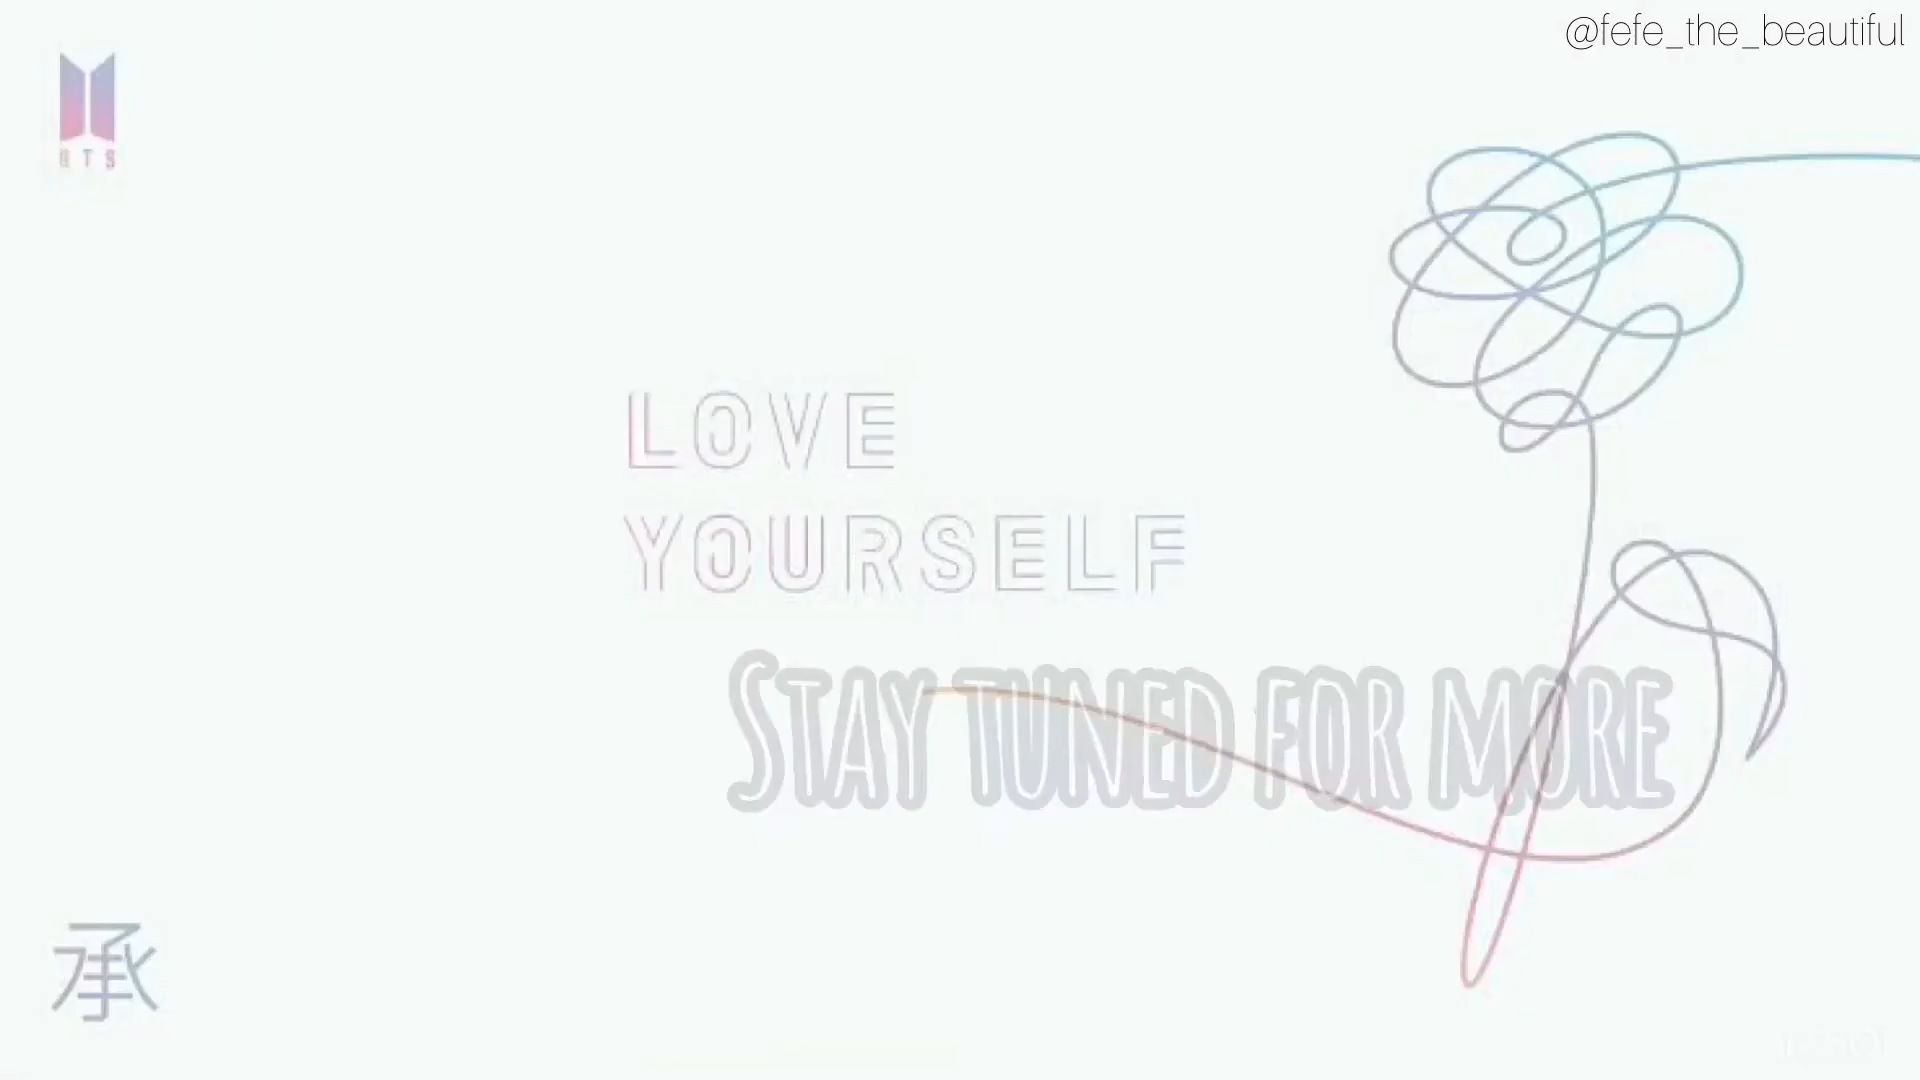 @fefe_the_beautiful
BTS
LOVE
YOURSELF
STAY TUNED FOR MORE
承